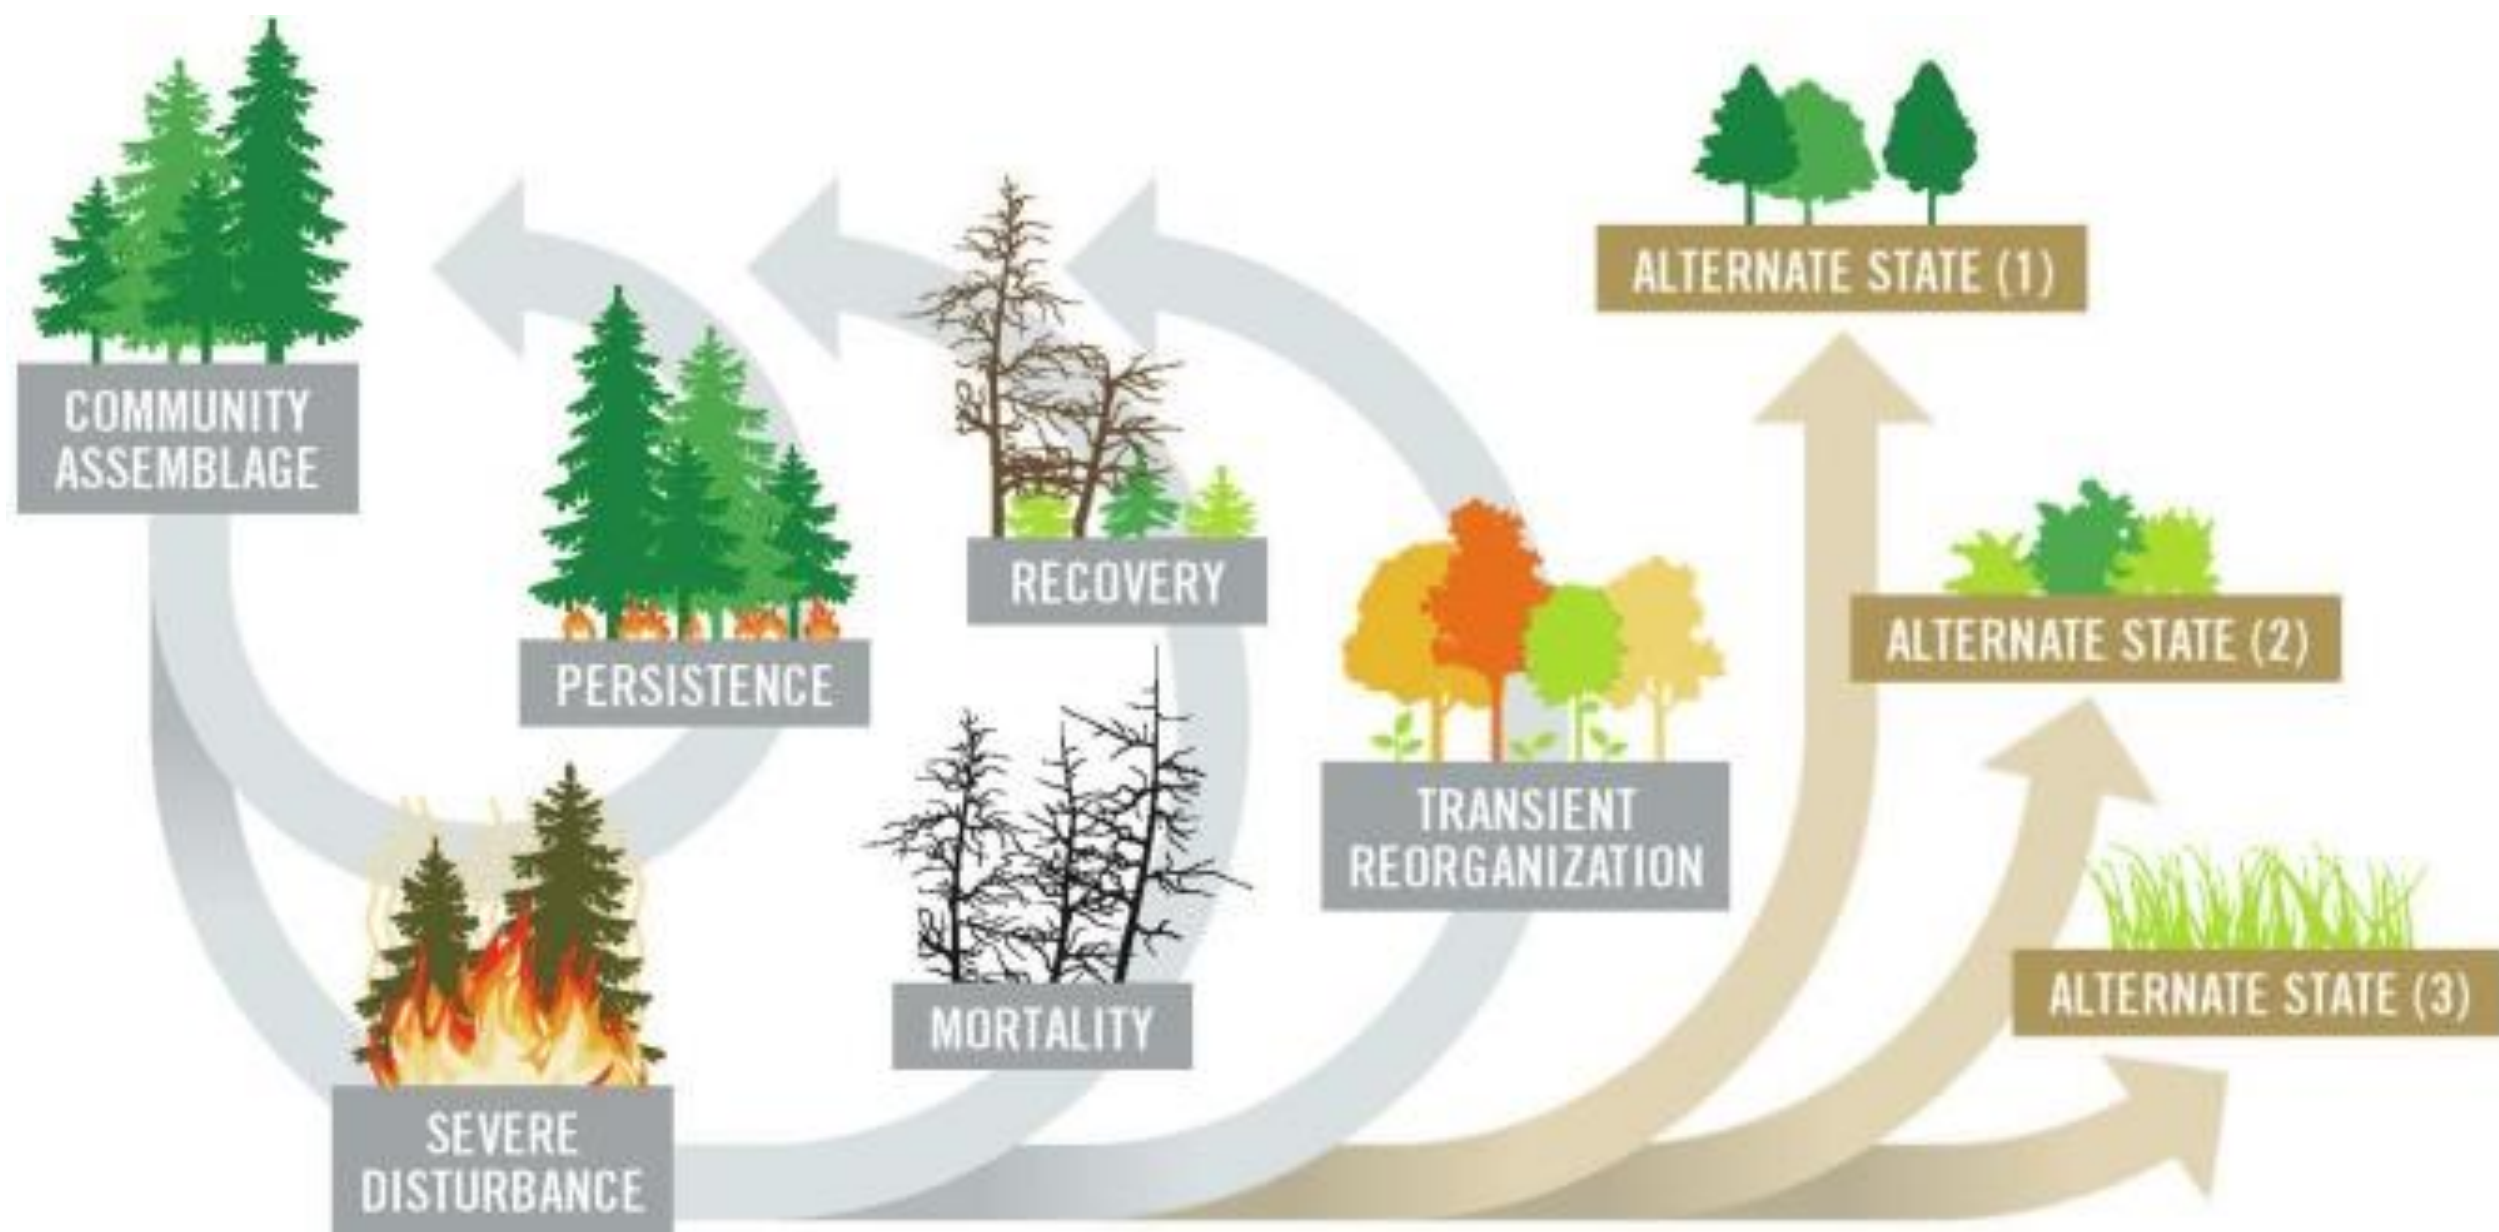 COMMUNITY
ASSEMBLAGE
PERSISTENCE
RECOVERY
SEVERE
DISTURBANCE
MORTALITY
TRANSIENT
REORGANIZATION
ALTERNATE STATE (1)
ALTERNATE STATE (2)
ALTERNATE STATE (3)